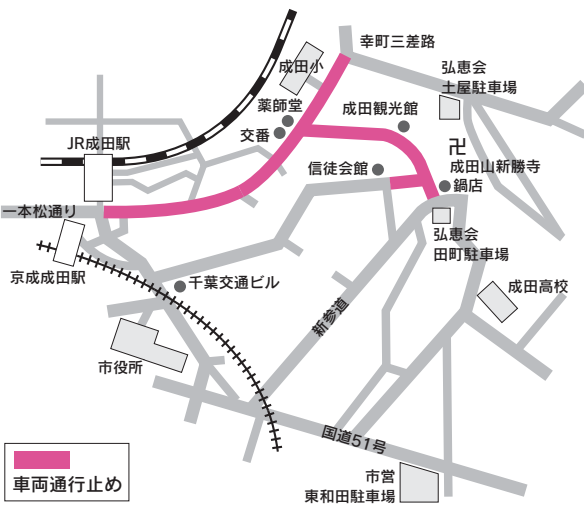 幸町三差路
成田小
弘恵会
土屋駐車場
薬師堂
成田観光館
交番
JR成田駅
卍
成田山新勝寺
信徒会館
鍋店
一本松通り
弘恵会
田町駐車場
京成成田駅
千葉交通ビル
成田高校
新参道
市役所
国道51号
車両通行止め
市営
東和田駐車場